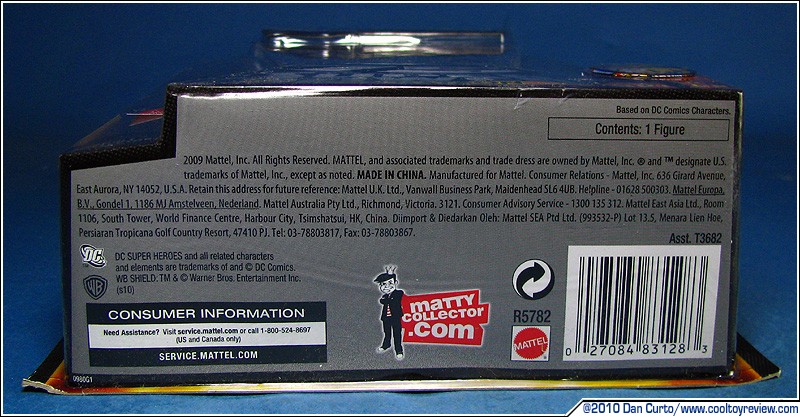 Based on DC Comics Characters.
Contents: 1 Figure
2009 Mattel, Inc. All Rights Reserved. MATTEL, and associated trademarks and trade dress are owned by Mattel, Inc. ® and ™ designate U.S.
trademarks of Mattel, Inc., except as noted. MADE IN CHINA. Manufactured for Mattel. Consumer Relations - Mattel, Inc. 636 Girard Avenue,
East Aurora, NY 14052, U.S.A. Retain this address for future reference: Mattel U.K. Ltd., Vanwall Business Park, Maidenhead SL6 4UB. Helpline - 01628 500303. Mattel Europa
B.V., Gondel 1, 1186 MJ Amstelveen, Nederland. Mattel Australia Pty Ltd., Richmond, Victoria, 3121. Consumer Advisory Service - 1300 135 312. Mattel East Asia Ltd., Room
1106, South Tower, World Finance Centre, Harbour City, Tsimshatsui, HK, China. Diimport & Diedarkan Oleh: Mattel SEA Ptd Ltd. (993532-P) Lot 13.5, Menara Lien Hoe,
Persiaran Tropicana Golf Country Resort, 47410 PJ. Tel: 03-78803817, Fax: 03-78803867.
Asst. T3682
DC
DC SUPER HEROES and all related characters
and elements are trademarks of and © DC Comics.
WB SHIELD: TM & © Warner Bros. Entertainment Inc.
(s10)
WB
CONSUMER INFORMATION
Need Assistance? Visit service.mattel.com or call 1-800-524-8697
(US and Canada only)
SERVICE.MATTEL.COM
matty
COLLECTOR
.com
R5782
MATTEL
0 27084 83128 3
0980G1
©2010 Dan Curto/www.cooltoyreview.com